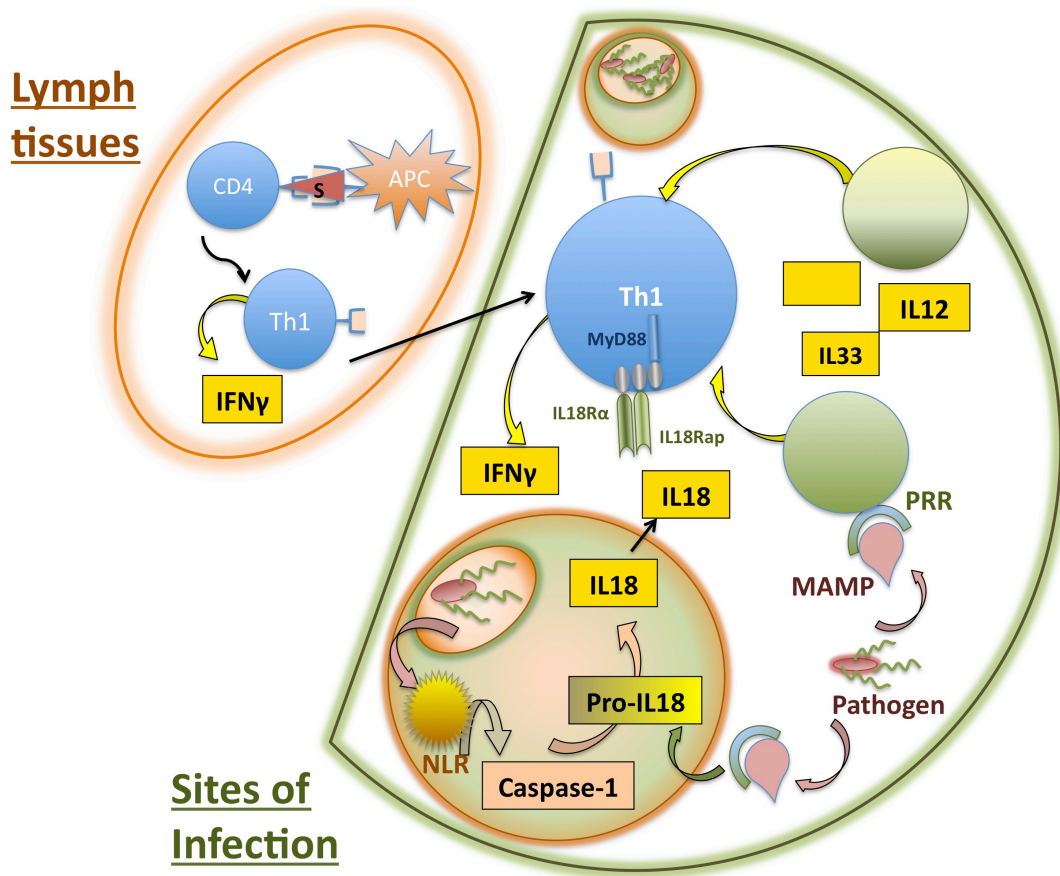 Lymph
tissues
CD4
S
APC
Th1
IFNγ
Th1
MyD88
IL18Rα
IL18Rap
IFNγ
IL18
IL12
IL33
PRR
MAMP
Pathogen
IL18
Pro-IL18
NLR
Caspase-1
Sites of
Infection